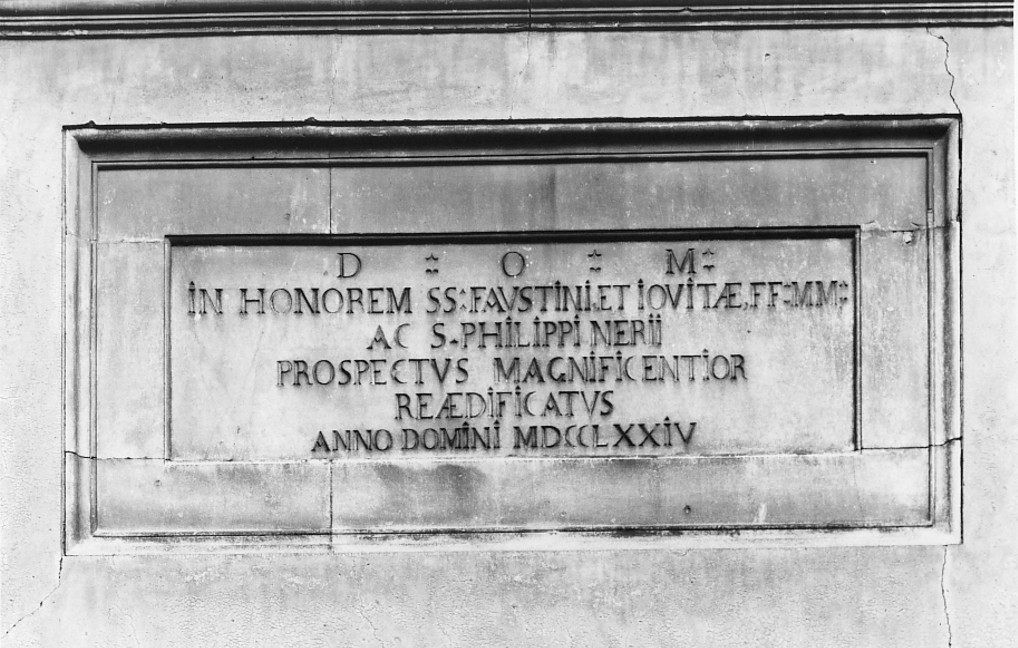 D ⁛ O ⁛ M⁛
IN HONOREM SS⁛FAVSTINI.ET IOVITÆ,FF⁛MM⁛
AC S.PHILIPPI NERII
PROSPECTVS MAGNIFICENTIOR
REÆDIFICATVS
ANNO DOMINI MDCCLXXIV